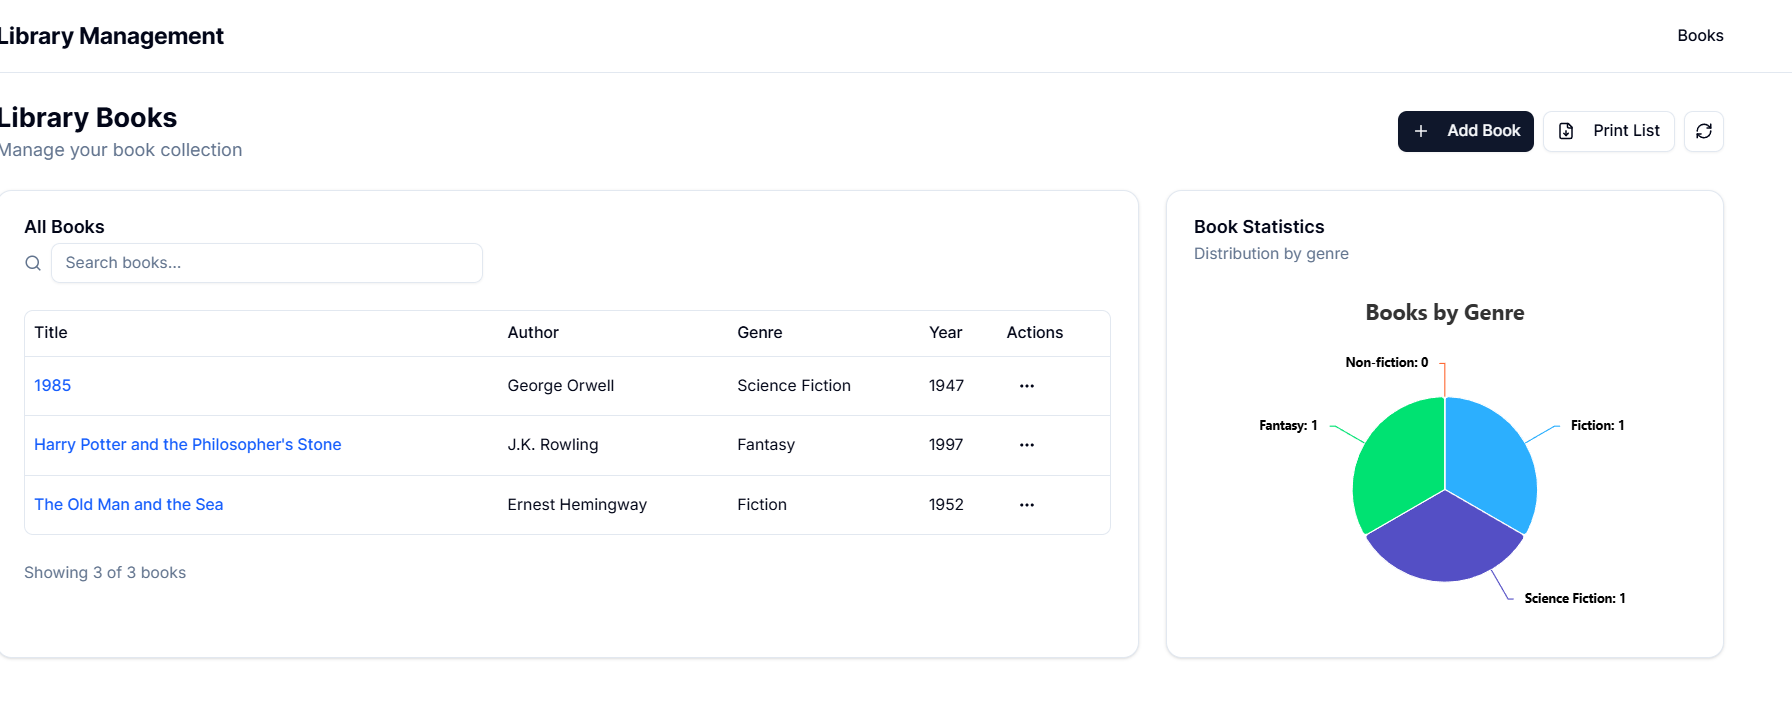 Library Management
Books
Library Books
Manage your book collection
Add Book
Print List
All Books
Search books...
Title Author Genre Year Actions
1985 George Orwell Science Fiction 1947 ...
Harry Potter and the Philosopher's Stone J.K. Rowling Fantasy 1997 ...
The Old Man and the Sea Ernest Hemingway Fiction 1952 ...
Showing 3 of 3 books
Book Statistics
Distribution by genre
Books by Genre
Non-fiction: 0
Fantasy: 1
Fiction: 1
Science Fiction: 1